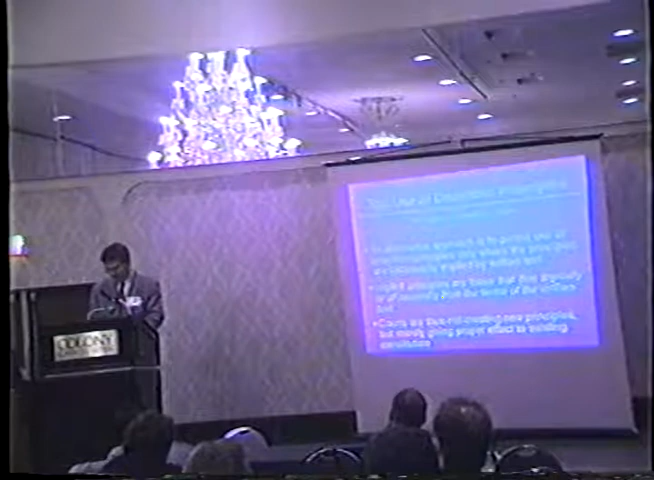 COLONY
The Use of Unwritten Principles
An alternative approach is to permit use of
unwritten principles only where the principles
are necessarily implied by written text
Implied principles are those that flow logically
or of necessity from the terms of the written
text
Courts are thus not creating new principles,
but merely giving proper effect to existing
constitution